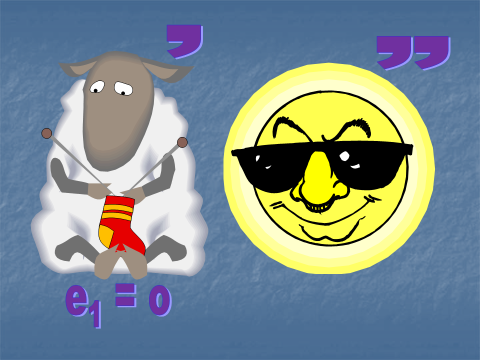 ,
,,
e₁ = o